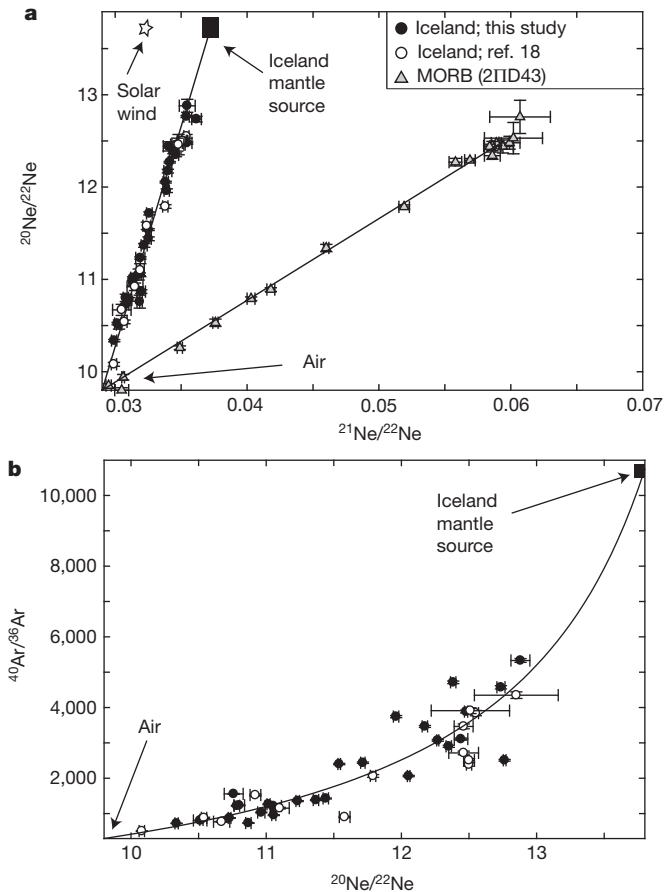 a
Solar
wind
Iceland
mantle
source
Iceland; this study
Iceland; ref. 18
MORB (2ΠD43)
Air
13
12
11
10
²⁰Ne/²²Ne
0.03
0.04
0.05
0.06
0.07
²¹Ne/²²Ne
b
Iceland
mantle
source
Air
10,000
8,000
6,000
4,000
2,000
⁴⁰Ar/³⁶Ar
10
11
12
13
²⁰Ne/²²Ne